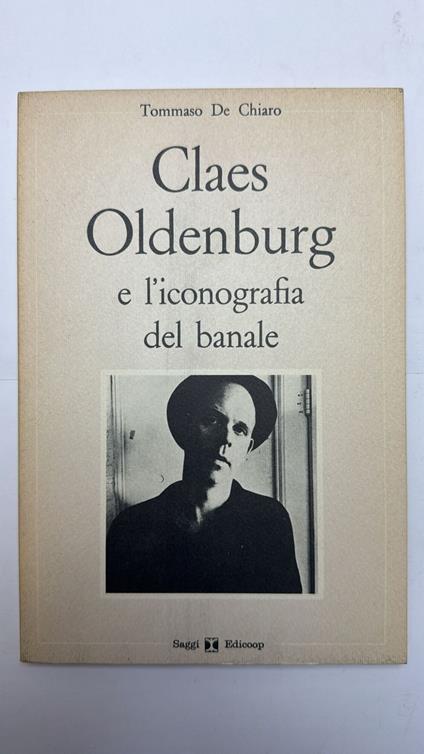 Tommaso De Chiaro
Claes
Oldenburg
e l'iconografia
del banale
Saggi Edicoop